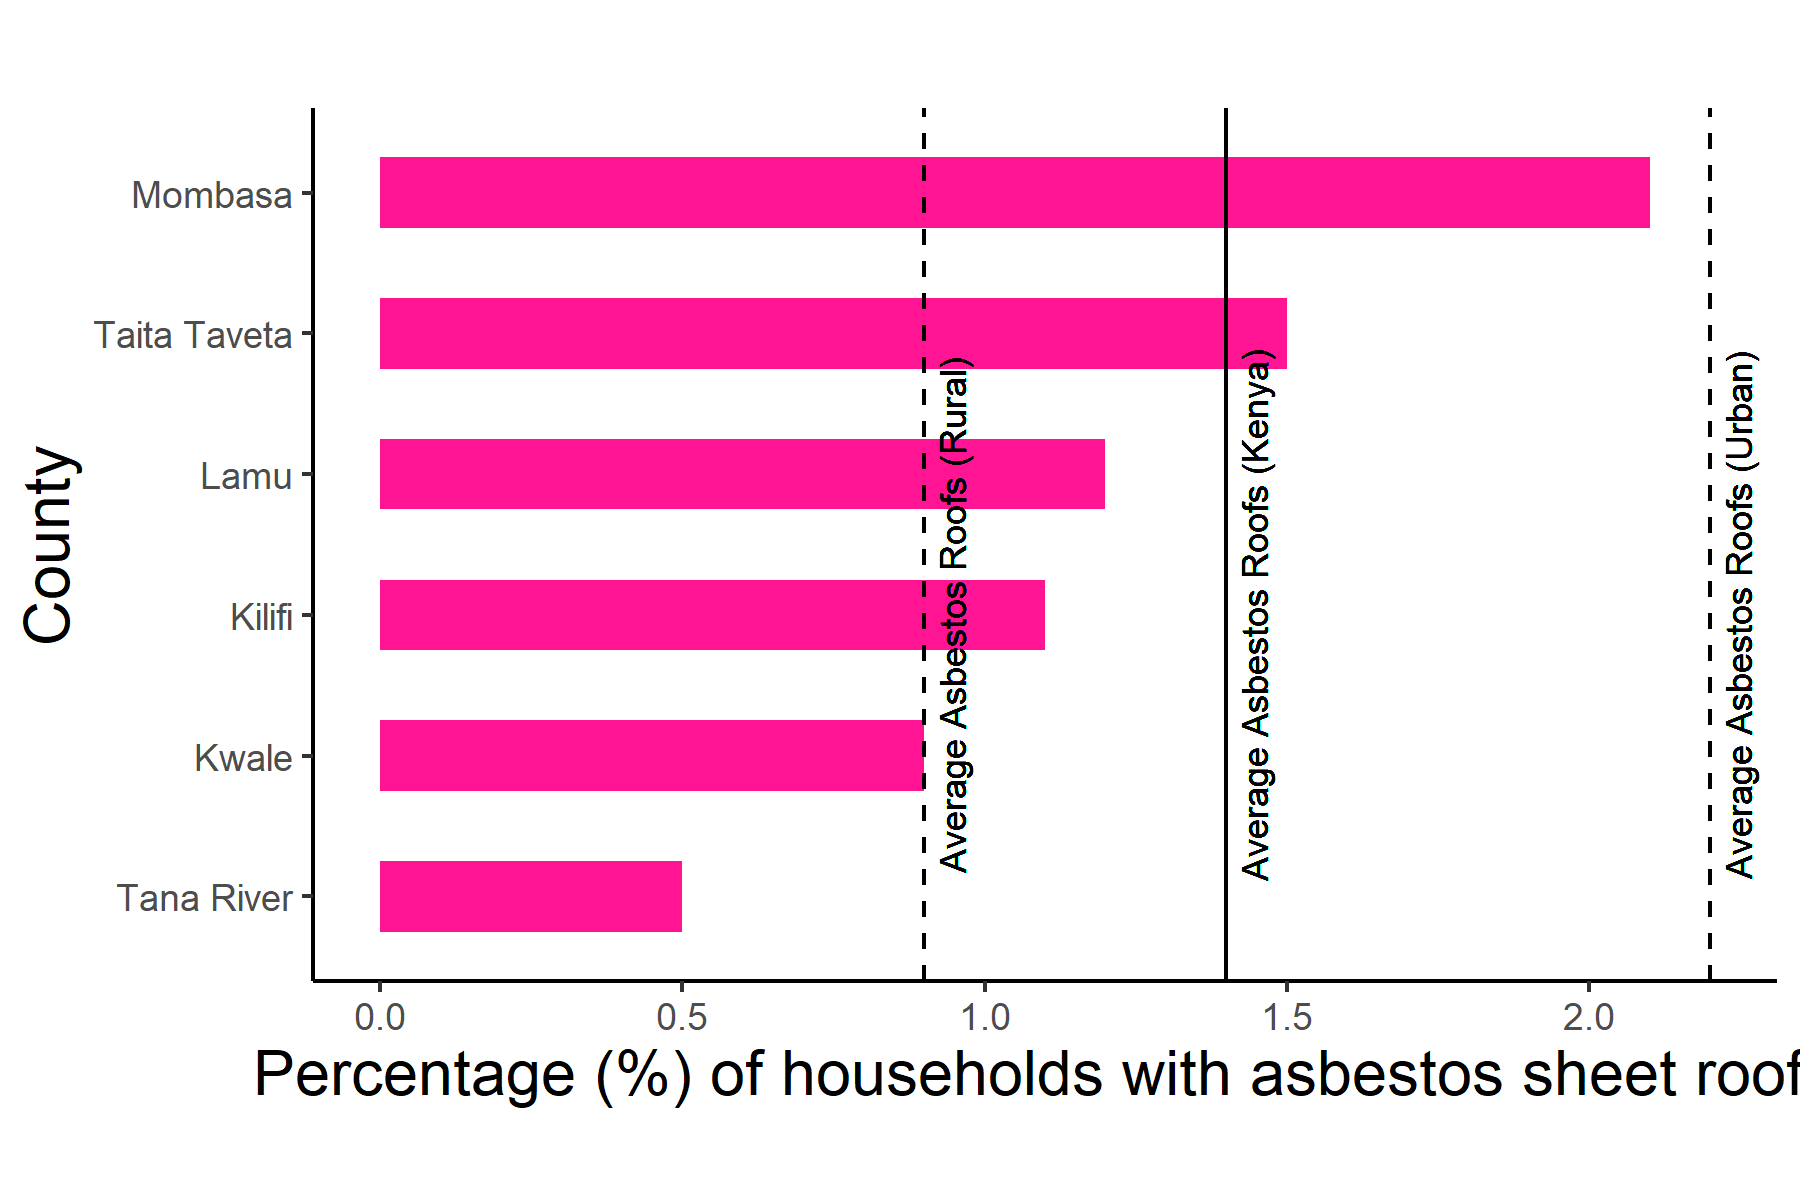 County
Mombasa
Taita Taveta
Lamu
Kilifi
Kwale
Tana River
Average Asbestos Roofs (Rural)
Average Asbestos Roofs (Kenya)
Average Asbestos Roofs (Urban)
0.0 0.5 1.0 1.5 2.0
Percentage (%) of households with asbestos sheet roof